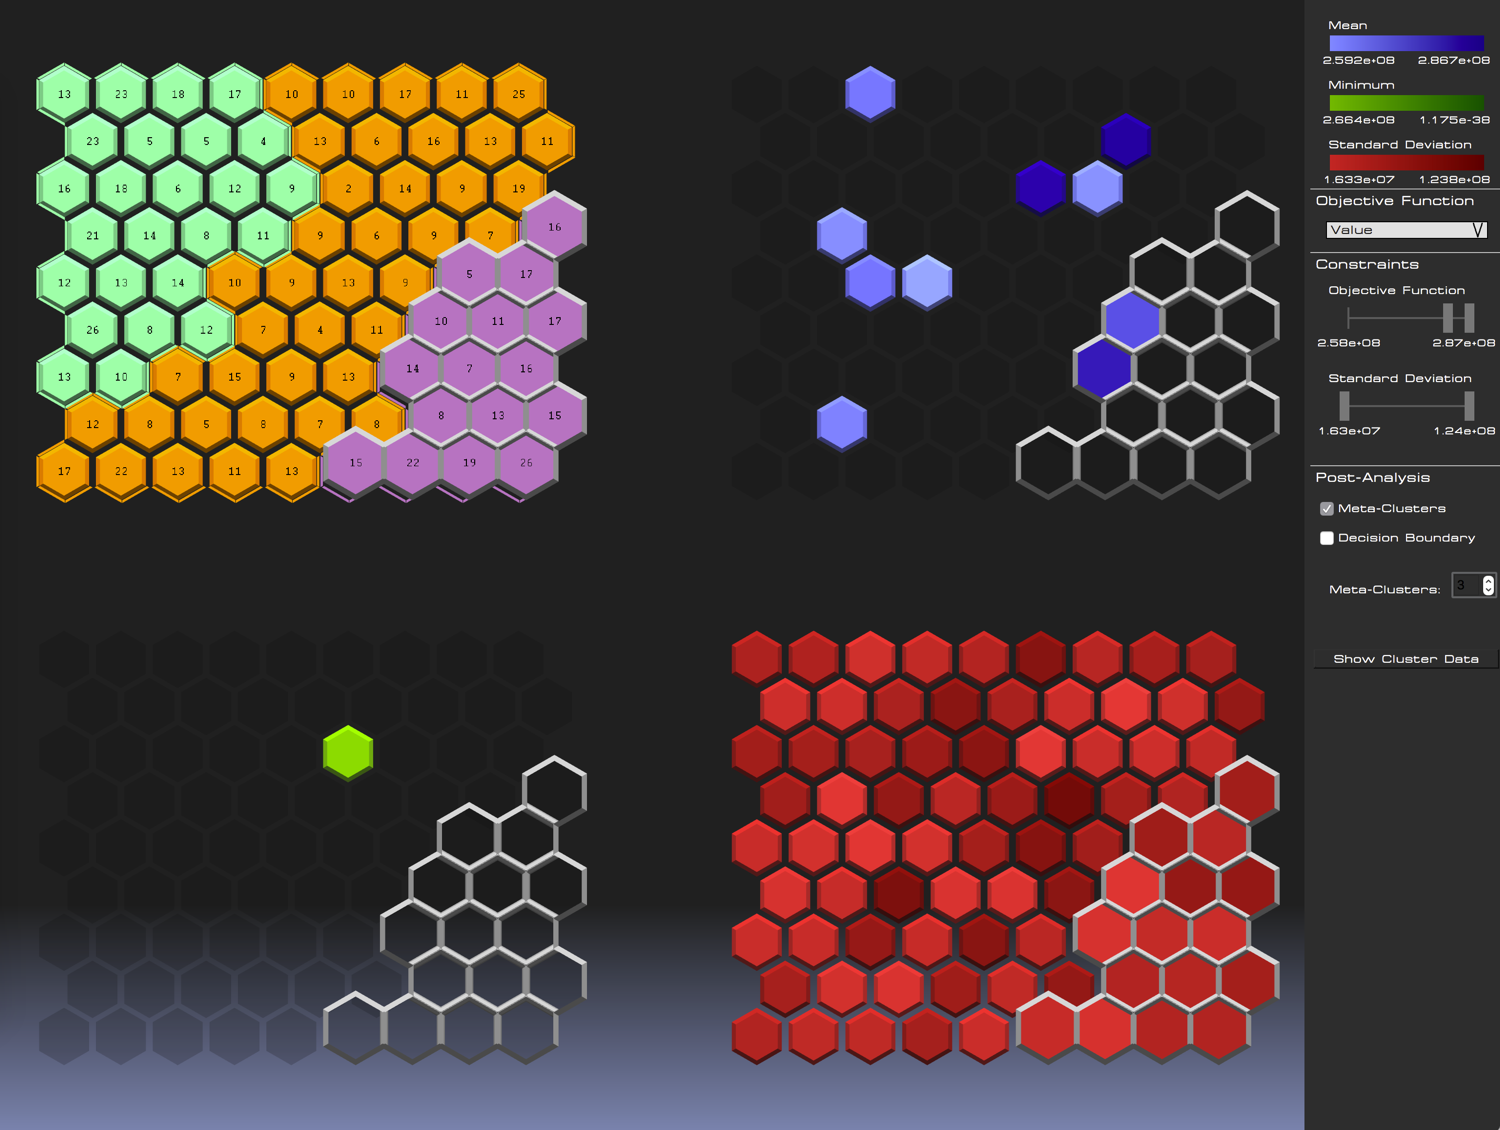 13 23 18 17 10 10 17 11 25
23 5 5 4 13 6 16 13 11
16 18 6 12 9 2 14 9 19
21 14 8 11 9 6 9 7 16
12 13 14 10 9 13 9 5 17
26 8 12 7 4 11 10 11 17
13 10 7 15 9 13 14 7 16
12 8 5 8 7 8 8 13 15
17 22 13 11 13 15 22 19 26
Mean
2.592e+08 2.867e+08
Minimum
2.664e+08 1.175e-38
Standard Deviation
1.633e+07 1.238e+08
Objective Function
Value
Constraints
Objective Function
2.58e+08 2.87e+08
Standard Deviation
1.63e+07 1.24e+08
Post-Analysis
Meta-Clusters
Decision Boundary
Meta-Clusters: 3
Show Cluster Data